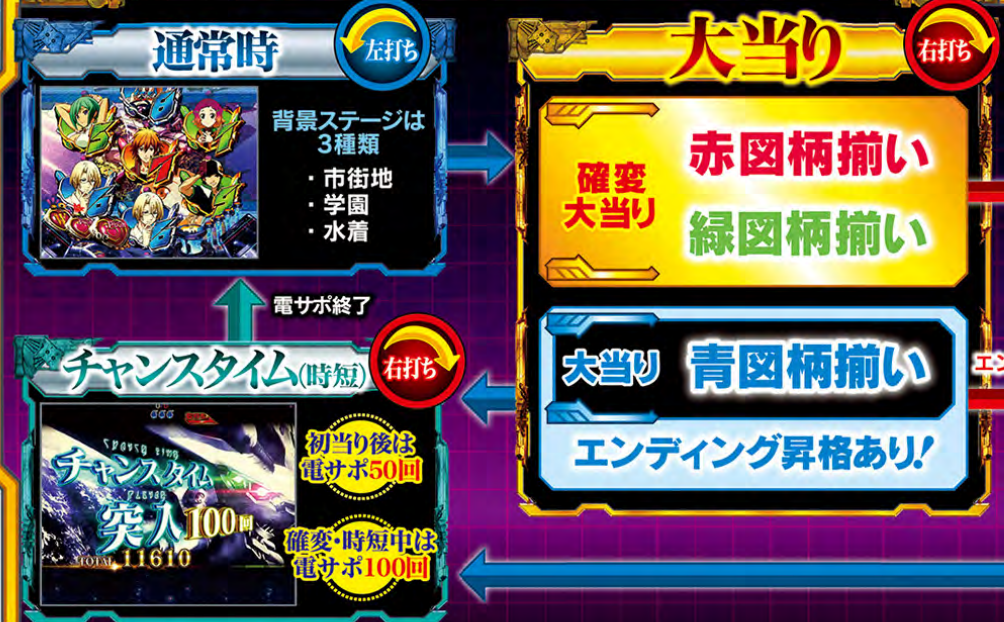 通常時
左打ち
背景ステージは
3種類
・市街地
・学園
・水着
電サポ終了
チャンスタイム(時短)
右打ち
チャンスタイム
突入100回
TOTAL 11610
初当り後は
電サポ50回
確変・時短中は
電サポ100回
大当り
右打ち
確変
大当り
赤図柄揃い
緑図柄揃い
大当り
青図柄揃い
エンディング昇格あり!
エン